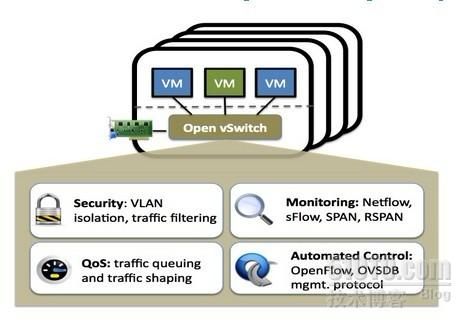 VM
VM
VM
Open vSwitch
Security: VLAN
isolation, traffic filtering
Monitoring: Netflow,
sFlow, SPAN, RSPAN
QoS: traffic queuing
and traffic shaping
Automated Control:
OpenFlow, OVSDB
mgmt. protocol
51CTO.com
技术博客 Blog